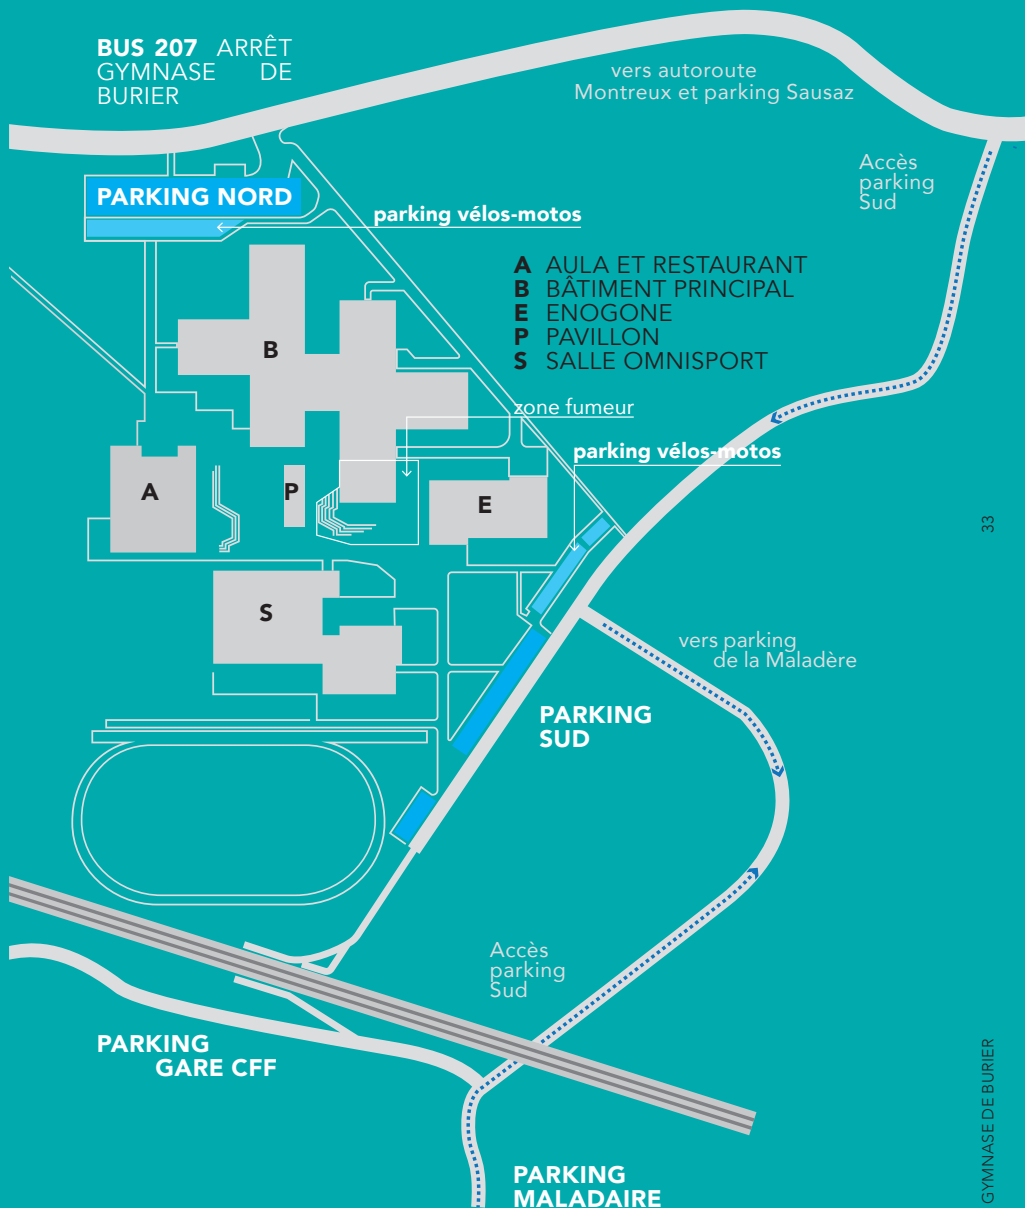 BUS 207 ARRÊT
GYMNASE DE
BURIER
vers autoroute
Montreux et parking Sausaz
Accès
parking
Sud
PARKING NORD
parking vélos-motos
A AULA ET RESTAURANT
B BÂTIMENT PRINCIPAL
E ENOGONE
P PAVILLON
S SALLE OMNISPORT
B
zone fumeur
parking vélos-motos
A
P
E
33
S
vers parking
de la Maladère
PARKING
SUD
Accès
parking
Sud
PARKING
GARE CFF
PARKING
MALADAIRE
GYMNASE DE BURIER